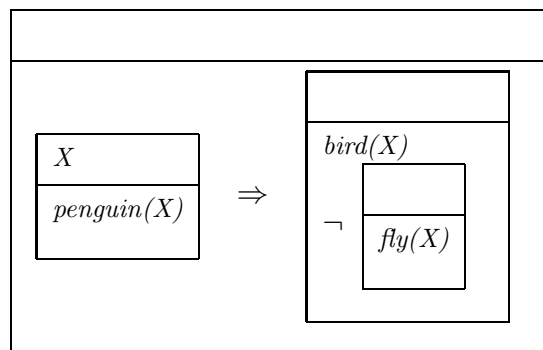 X
penguin(X)
⇒
bird(X)
¬
fly(X)